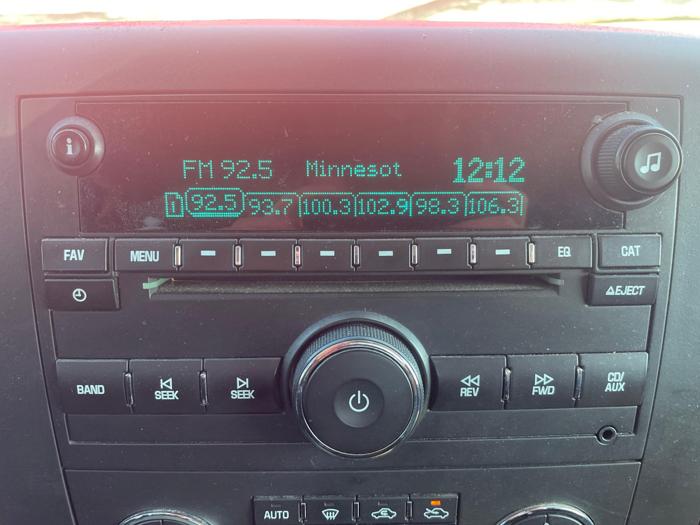 i
FM 92.5 Minnesot 12:12
1 92.5 93.7 100.3 102.9 98.3 106.3
FAV MENU EQ CAT
EJECT
BAND SEEK SEEK REV FWD CD/
AUX
AUTO